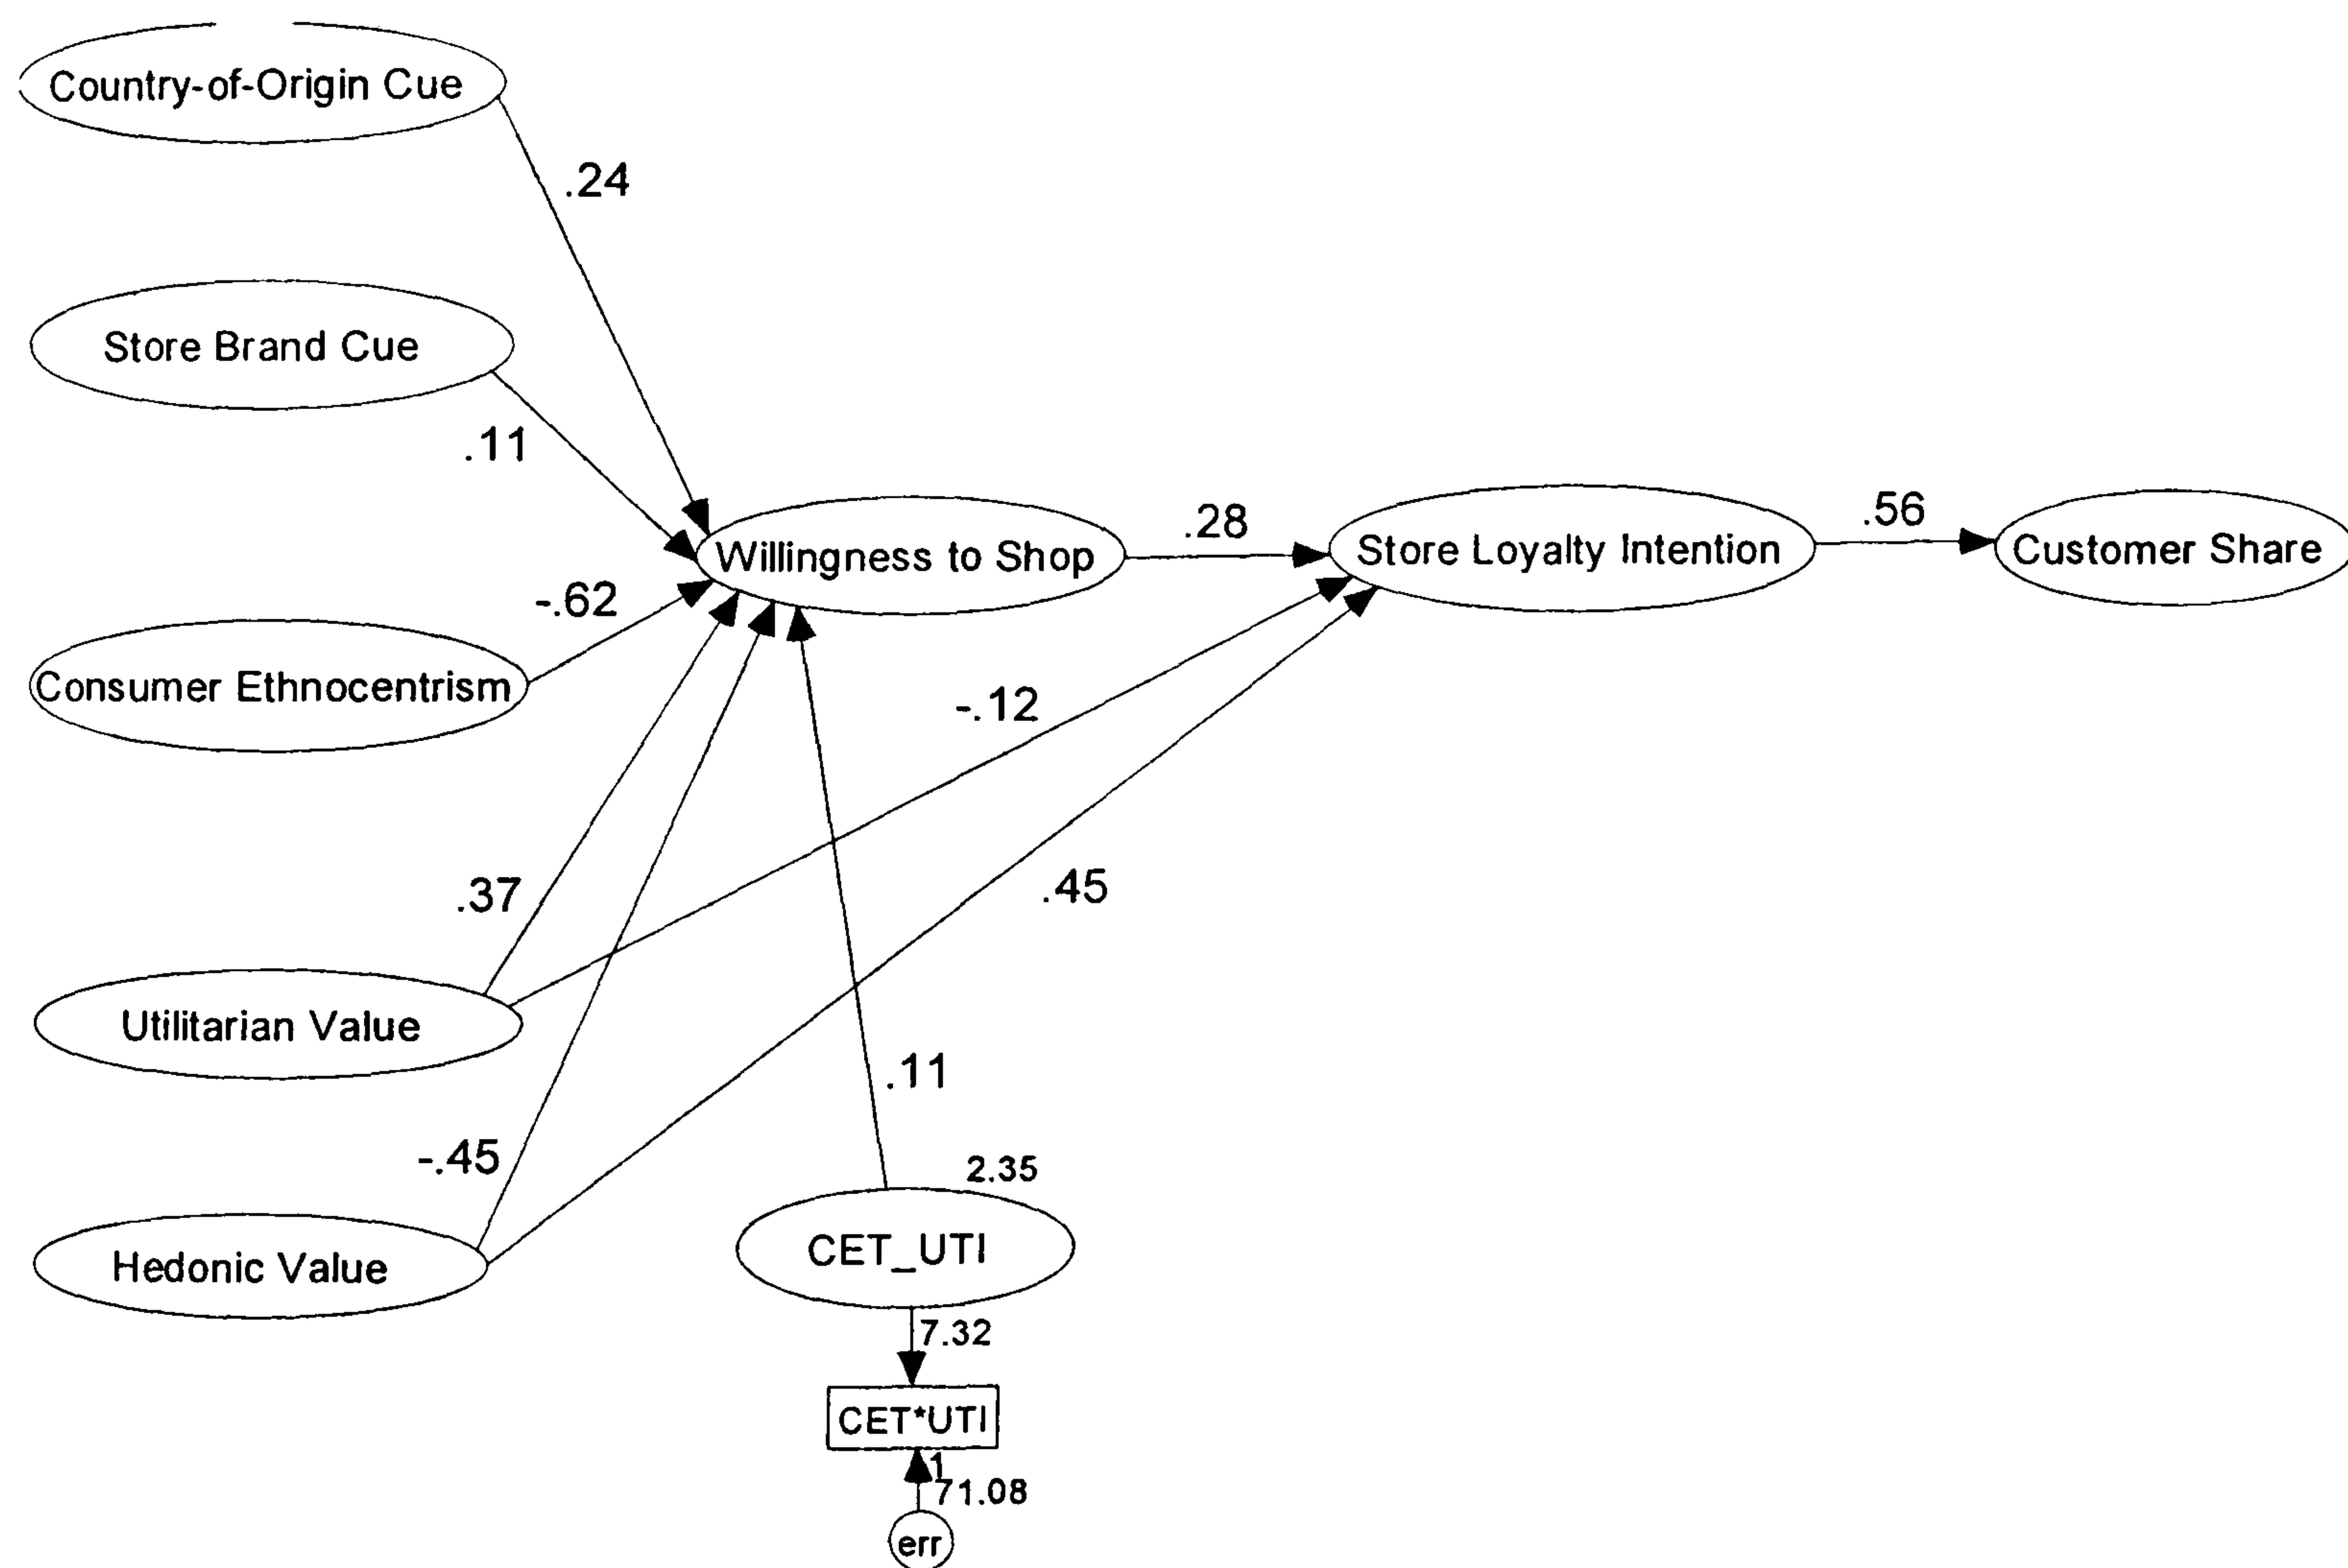 Country-of-Origin Cue
.24
Store Brand Cue
.11
Willingness to Shop
.28
Store Loyalty Intention
.56
Customer Share
-.62
Consumer Ethnocentrism
-.12
.37
.45
Utilitarian Value
.11
-.45
2.35
Hedonic Value
CET_UTI
7.32
CET*UTI
1
71.08
err